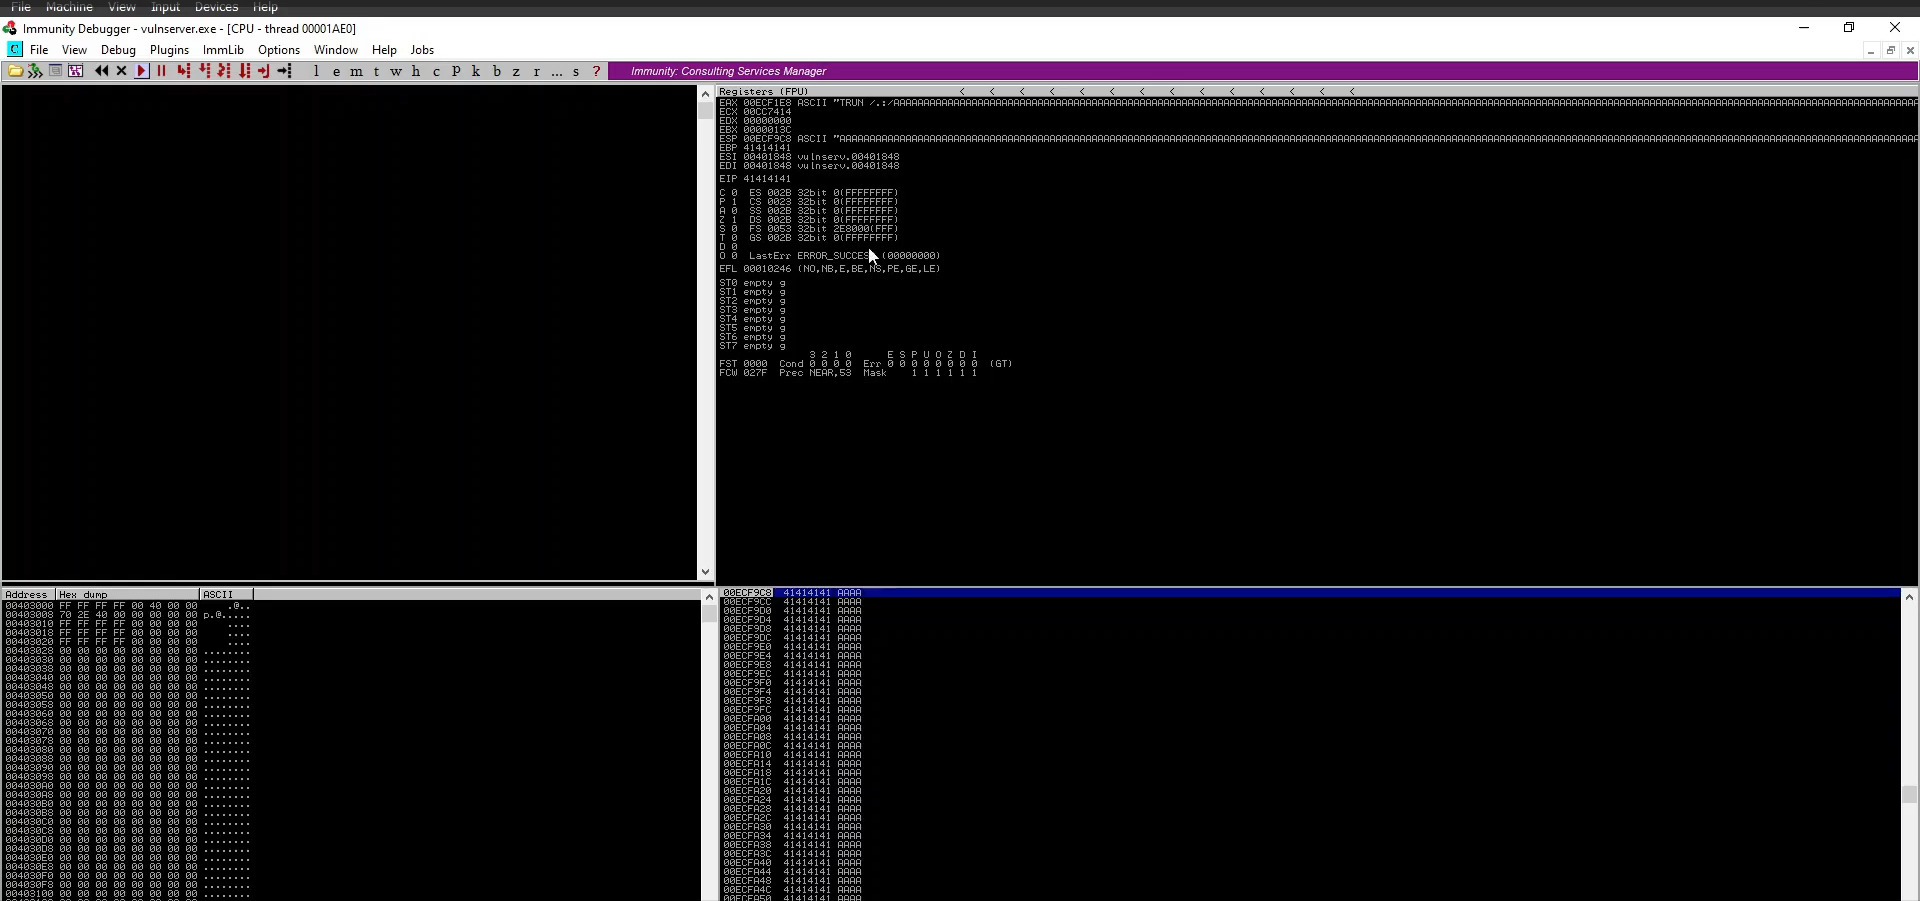 File Machine View Input Devices Help
Immunity Debugger - vulnserver.exe - [CPU - thread 00001AE0]
C File View Debug Plugins ImmLib Options Window Help Jobs
l e m t w h c P k b z r ... s ? Immunity: Consulting Services Manager
Registers (FPU) < < < < < < < < < < < < < <
EAX 00ECF1E8 ASCII "TRUN /.:/
ECX 00CC7414
EDX 00000000
EBX 0000013C
ESP 00ECF9C8 ASCII "
EBP 41414141
ESI 00401848 vulnserv.00401848
EDI 00401848 vulnserv.00401848
EIP 41414141
C 0 ES 002B 32bit 0(FFFFFFFF)
P 1 CS 0023 32bit 0(FFFFFFFF)
A 0 SS 002B 32bit 0(FFFFFFFF)
Z 1 DS 002B 32bit 0(FFFFFFFF)
S 0 FS 0053 32bit 2E8000(FFF)
T 0 GS 002B 32bit 0(FFFFFFFF)
D 0
O 0 LastErr (00000000)
EFL 00010246 (NO,NB,E,BE,NS,PE,GE,LE)
ST0 empty g
ST1 empty g
ST2 empty g
ST3 empty g
ST4 empty g
ST5 empty g
ST6 empty g
ST7 empty g
3 2 1 0 E S P U O Z D I
FST 0000 Cond 0 0 0 0 Err 0 0 0 0 0 0 0 0 (GT)
FCW 027F Prec NEAR,53 Mask 1 1 1 1 1 1
Address Hex dump ASCII
00403000 FF FF FF FF 00 40 00 00 .@..
00403008 70 2E 40 00 00 00 00 00 p.@.....
00403010 FF FF FF FF 00 00 00 00 ....
00403018 FF FF FF FF 00 00 00 00 ....
00403020 FF FF FF FF 00 00 00 00 ....
00403028 00 00 00 00 00 00 00 00 ........
00403030 00 00 00 00 00 00 00 00 ........
00403038 00 00 00 00 00 00 00 00 ........
00403040 00 00 00 00 00 00 00 00 ........
00403048 00 00 00 00 00 00 00 00 ........
00403050 00 00 00 00 00 00 00 00 ........
00403058 00 00 00 00 00 00 00 00 ........
00403060 00 00 00 00 00 00 00 00 ........
00403068 00 00 00 00 00 00 00 00 ........
00403070 00 00 00 00 00 00 00 00 ........
00403078 00 00 00 00 00 00 00 00 ........
00403080 00 00 00 00 00 00 00 00 ........
00403088 00 00 00 00 00 00 00 00 ........
00403090 00 00 00 00 00 00 00 00 ........
00403098 00 00 00 00 00 00 00 00 ........
004030A0 00 00 00 00 00 00 00 00 ........
004030A8 00 00 00 00 00 00 00 00 ........
004030B0 00 00 00 00 00 00 00 00 ........
004030B8 00 00 00 00 00 00 00 00 ........
004030C0 00 00 00 00 00 00 00 00 ........
004030C8 00 00 00 00 00 00 00 00 ........
004030D0 00 00 00 00 00 00 00 00 ........
004030D8 00 00 00 00 00 00 00 00 ........
004030E0 00 00 00 00 00 00 00 00 ........
004030E8 00 00 00 00 00 00 00 00 ........
004030F0 00 00 00 00 00 00 00 00 ........
004030F8 00 00 00 00 00 00 00 00 ........
00403100 00 00 00 00 00 00 00 00 ........
00ECF9C8 41414141 AAAA
00ECF9CC 41414141 AAAA
00ECF9D0 41414141 AAAA
00ECF9D4 41414141 AAAA
00ECF9D8 41414141 AAAA
00ECF9DC 41414141 AAAA
00ECF9E0 41414141 AAAA
00ECF9E4 41414141 AAAA
00ECF9E8 41414141 AAAA
00ECF9EC 41414141 AAAA
00ECF9F0 41414141 AAAA
00ECF9F4 41414141 AAAA
00ECF9F8 41414141 AAAA
00ECF9FC 41414141 AAAA
00ECFA00 41414141 AAAA
00ECFA04 41414141 AAAA
00ECFA08 41414141 AAAA
00ECFA0C 41414141 AAAA
00ECFA10 41414141 AAAA
00ECFA14 41414141 AAAA
00ECFA18 41414141 AAAA
00ECFA1C 41414141 AAAA
00ECFA20 41414141 AAAA
00ECFA24 41414141 AAAA
00ECFA28 41414141 AAAA
00ECFA2C 41414141 AAAA
00ECFA30 41414141 AAAA
00ECFA34 41414141 AAAA
00ECFA38 41414141 AAAA
00ECFA3C 41414141 AAAA
00ECFA40 41414141 AAAA
00ECFA44 41414141 AAAA
00ECFA48 41414141 AAAA
00ECFA4C 41414141 AAAA
00ECFA50 41414141 AAAA